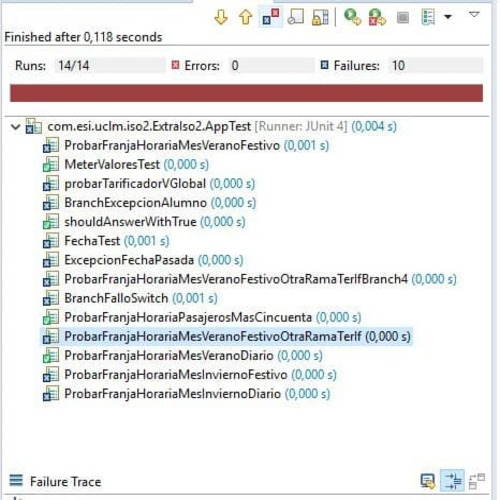 Finished after 0,118 seconds
Runs: 14/14 Errors: 0 Failures: 10
com.esi.uclm.iso2.ExtraIso2.AppTest [Runner: JUnit 4] (0,004 s)
ProbarFranjaHorariaMesVeranoFestivo (0,001 s)
MeterValoresTest (0,000 s)
probarTarificadorVGlobal (0,000 s)
BranchExcepcionAlumno (0,000 s)
shouldAnswerWithTrue (0,000 s)
FechaTest (0,001 s)
ExcepcionFechaPasada (0,000 s)
ProbarFranjaHorariaMesVeranoFestivoOtraRamaTerlfBranch4 (0,000 s)
BranchFalloSwitch (0,001 s)
ProbarFranjaHorariaPasajerosMasCincuenta (0,000 s)
ProbarFranjaHorariaMesVeranoFestivoOtraRamaTerlf (0,000 s)
ProbarFranjaHorariaMesVeranoDiario (0,000 s)
ProbarFranjaHorariaMesInviernoFestivo (0,000 s)
ProbarFranjaHorariaMesInviernoDiario (0,000 s)
Failure Trace